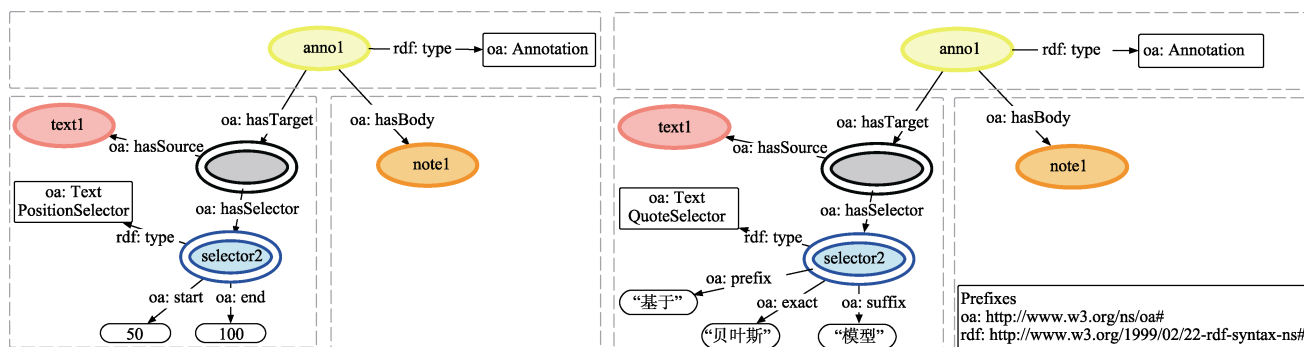 anno1
rdf: type
oa: Annotation
oa: hasTarget
oa: hasBody
text1
oa: hasSource
note1
oa: Text
PositionSelector
oa: hasSelector
rdf: type
selector2
oa: start
oa: end
50
100
anno1
rdf: type
oa: Annotation
oa: hasTarget
oa: hasBody
text1
oa: hasSource
note1
oa: Text
QuoteSelector
oa: hasSelector
rdf: type
selector2
oa: prefix
“基于”
oa: exact
oa: suffix
“贝叶斯”
“模型”
Prefixes
oa: http://www.w3.org/ns/oa#
rdf: http://www.w3.org/1999/02/22-rdf-syntax-ns#